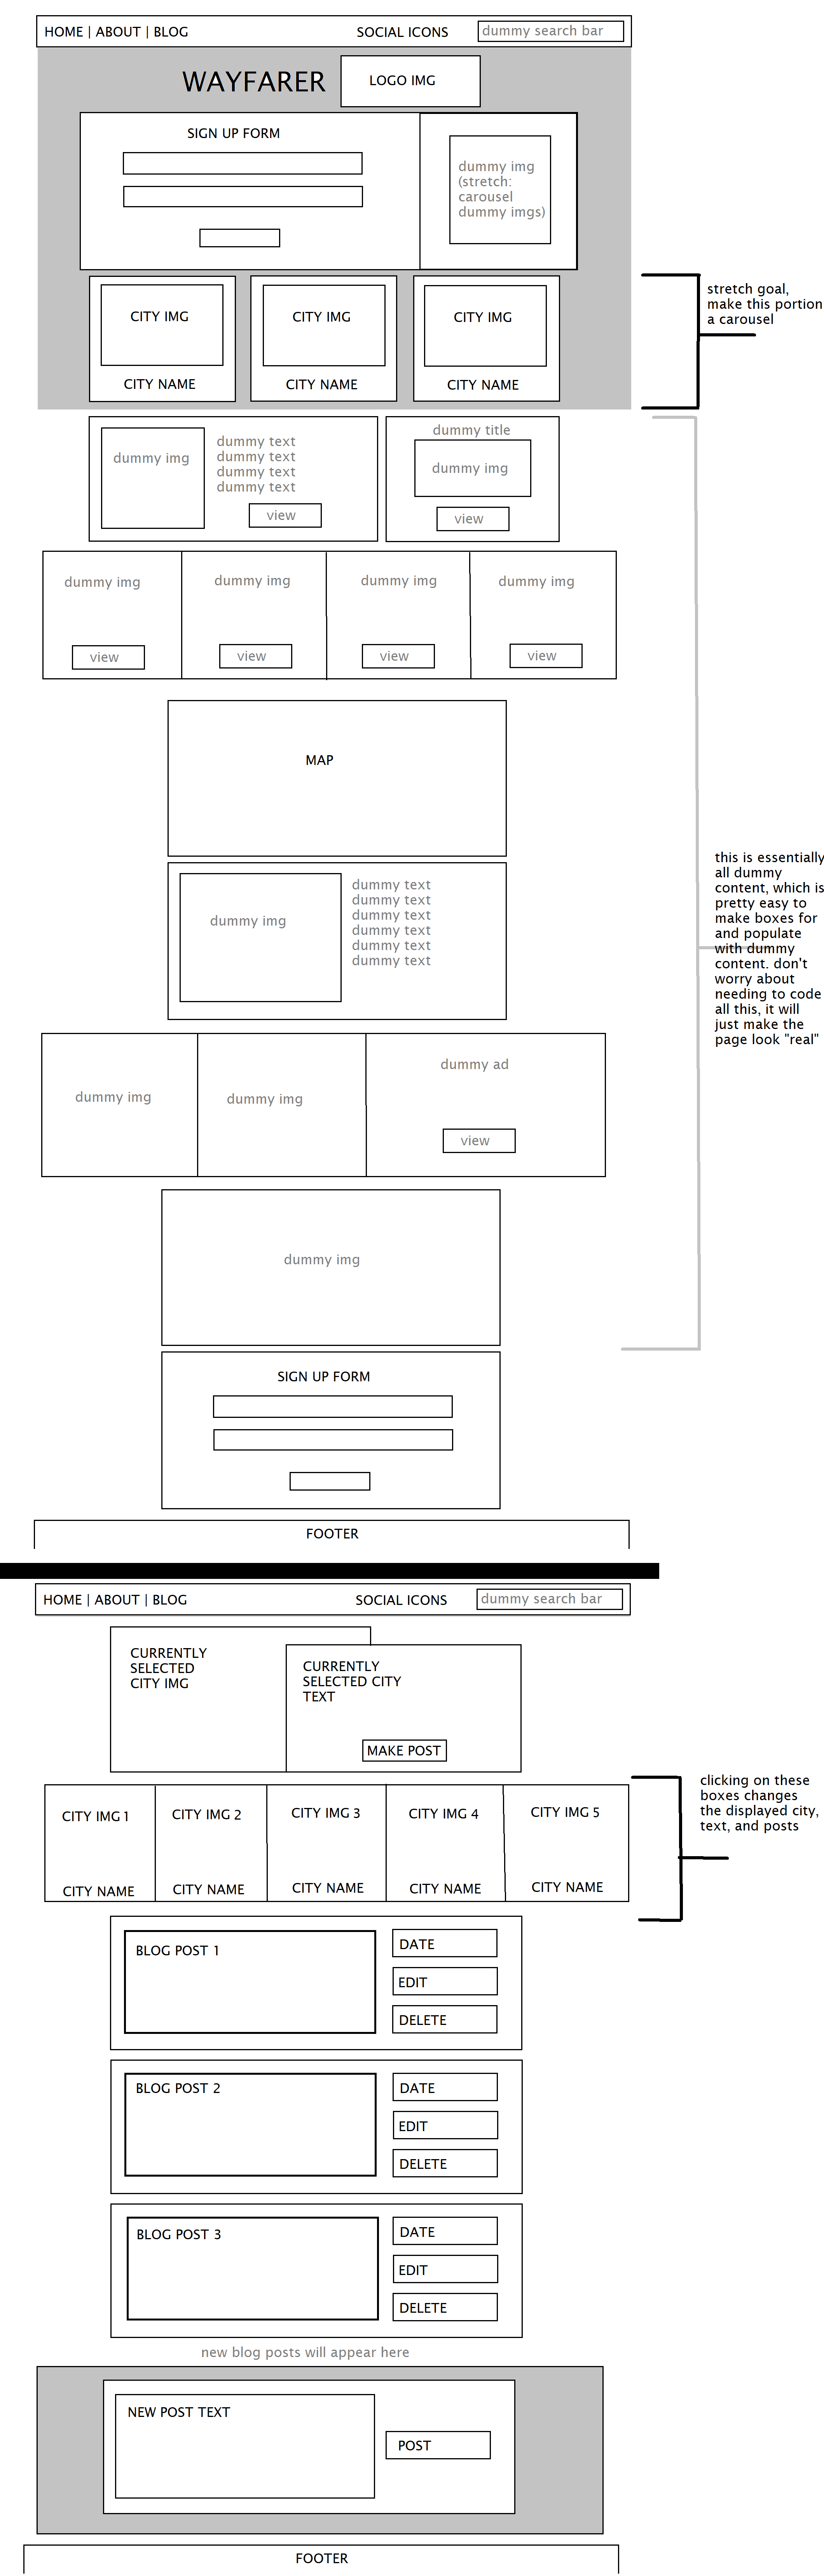 HOME | ABOUT | BLOG
SOCIAL ICONS
dummy search bar
WAYFARER
LOGO IMG
SIGN UP FORM
dummy img
(stretch:
carousel
dummy imgs)
stretch goal,
make this portion
a carousel
CITY IMG
CITY IMG
CITY IMG
CITY NAME
CITY NAME
CITY NAME
dummy img
dummy text
dummy text
dummy text
dummy text
view
dummy title
dummy img
view
dummy img
dummy img
dummy img
dummy img
view
view
view
view
MAP
this is essentially
all dummy
content, which is
pretty easy to
make boxes for
and populate
with dummy
content. don't
worry about
needing to code
all this, it will
just make the
page look "real"
dummy img
dummy text
dummy text
dummy text
dummy text
dummy text
dummy text
dummy img
dummy img
dummy ad
view
dummy img
SIGN UP FORM
FOOTER
HOME | ABOUT | BLOG
SOCIAL ICONS
dummy search bar
CURRENTLY
SELECTED
CITY IMG
CURRENTLY
SELECTED CITY
TEXT
MAKE POST
clicking on these
boxes changes
the displayed city,
text, and posts
CITY IMG 1
CITY IMG 2
CITY IMG 3
CITY IMG 4
CITY IMG 5
CITY NAME
CITY NAME
CITY NAME
CITY NAME
CITY NAME
BLOG POST 1
DATE
EDIT
DELETE
BLOG POST 2
DATE
EDIT
DELETE
BLOG POST 3
DATE
EDIT
DELETE
new blog posts will appear here
NEW POST TEXT
POST
FOOTER